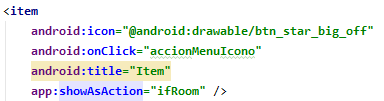 <item
android:icon="@android:drawable/btn_star_big_off"
android:onClick="accionMenuIcono"
android:title="Item"
app:showAsAction="ifRoom" />